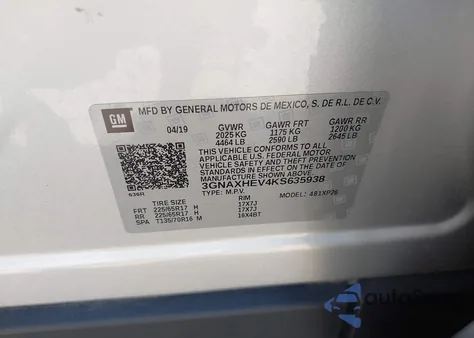 GM
MFD BY GENERAL MOTORS DE MEXICO, S. DE R.L. DE C.V.
04/19 GVWR GAWR FRT GAWR RR
2025 KG 1175 KG 1200 KG
4464 LB 2590 LB 2645 LB
THIS VEHICLE CONFORMS TO ALL
APPLICABLE U.S. FEDERAL MOTOR
VEHICLE SAFETY AND THEFT
PREVENTION STANDARDS IN
EFFECT ON THE DATE OF
MANUFACTURE SHOWN ABOVE.
3GNAXHEV4KS635938
TYPE: M.P.V. MODEL: 461XP26
TIRE SIZE RIM
FRT 225/65R17 H 17X7J
RR 225/65R17 H 17X7J
SPA T135/70R16 M 16X4BT